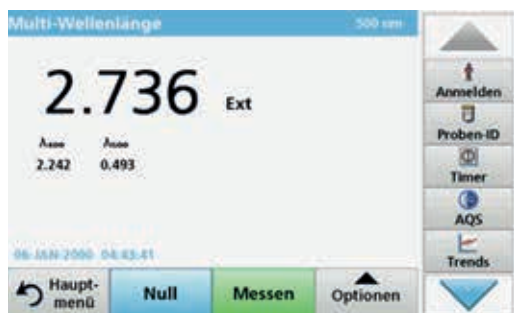 Multi-Wellenlänge 500 nm
2.736 Ext
2.242 0.493
06-JAN-2000 04:43:41
Haupt-
menü
Null
Messen
Optionen
Anmelden
Proben-ID
Timer
AQS
Trends